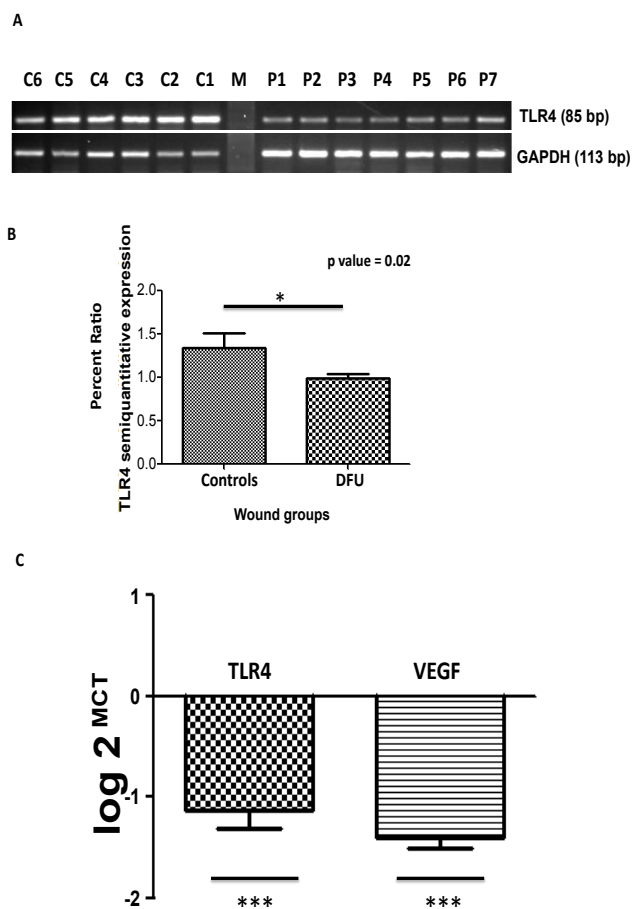 A
C6 C5 C4 C3 C2 C1 M P1 P2 P3 P4 P5 P6 P7
TLR4 (85 bp)
GAPDH (113 bp)
B
p value = 0.02
*
Percent Ratio
TLR4 semiquantitative expression
2.0
1.5
1.0
0.5
0.0
Controls DFU
Wound groups
C
log 2 MCT
1
0
-1
-2
TLR4 VEGF
*** ***